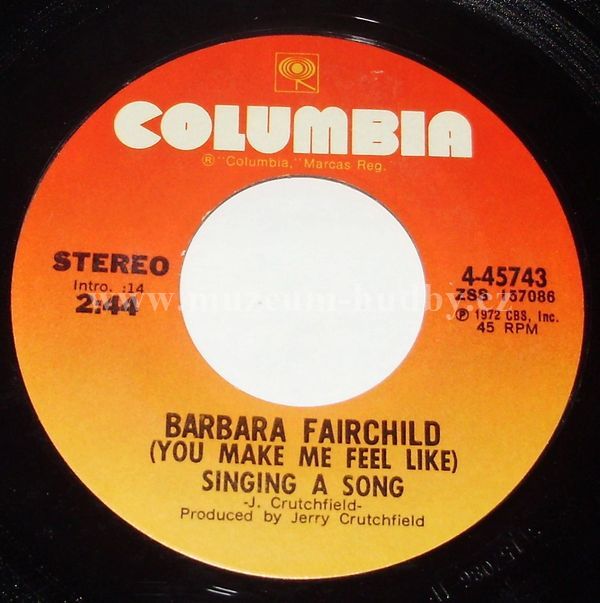 COLUMBIA
® "Columbia," Marcas Reg.
STEREO
Intro. :14
2:44
4-45743
ZSS 157086
℗ 1972 CBS, Inc.
45 RPM
www.muzeum-hudby.cz
BARBARA FAIRCHILD
(YOU MAKE ME FEEL LIKE)
SINGING A SONG
-J. Crutchfield-
Produced by Jerry Crutchfield